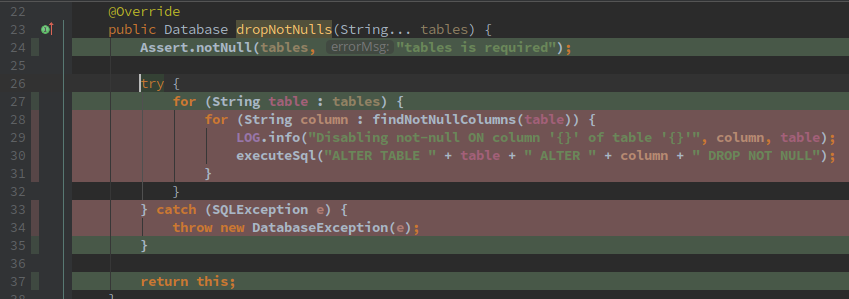 22 @Override
23 public Database dropNotNulls(String... tables) {
24 Assert.notNull(tables, errorMsg: "tables is required");
25
26 try {
27 for (String table : tables) {
28 for (String column : findNotNullColumns(table)) {
29 LOG.info("Disabling not-null ON column '{}' of table '{}'", column, table);
30 executeSql("ALTER TABLE " + table + " ALTER " + column + " DROP NOT NULL");
31 }
32 }
33 } catch (SQLException e) {
34 throw new DatabaseException(e);
35 }
36
37 return this;
38 }